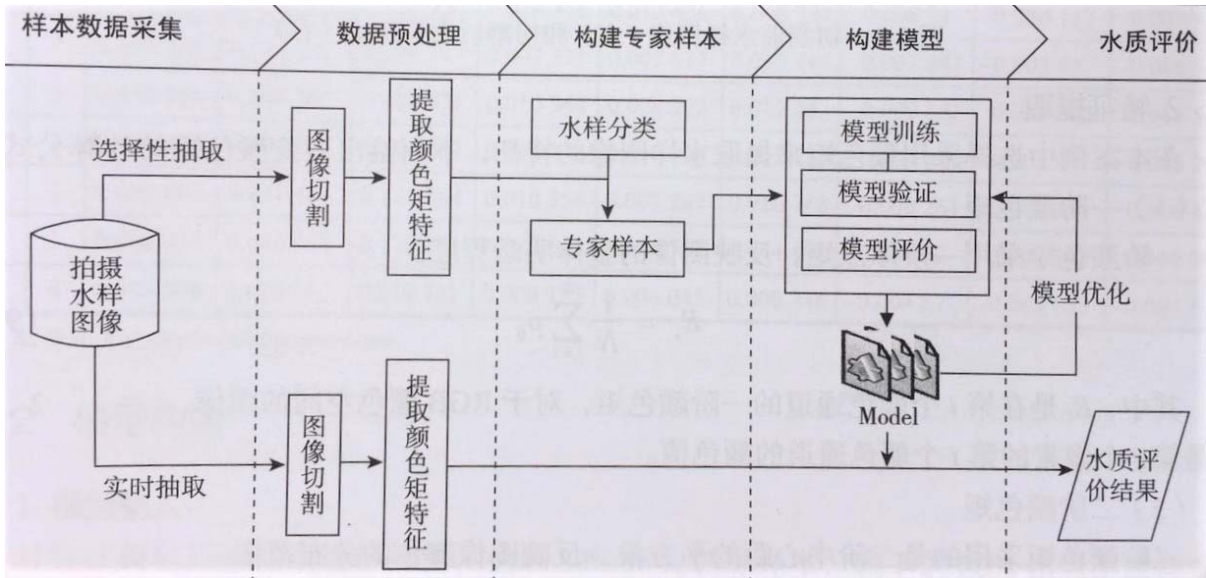 样本数据采集
数据预处理
构建专家样本
构建模型
水质评价
选择性抽取
图像切割
提取颜色矩特征
水样分类
专家样本
模型训练
模型验证
模型评价
拍摄
水样
图像
模型优化
Model
实时抽取
图像切割
提取颜色矩特征
水质评
价结果